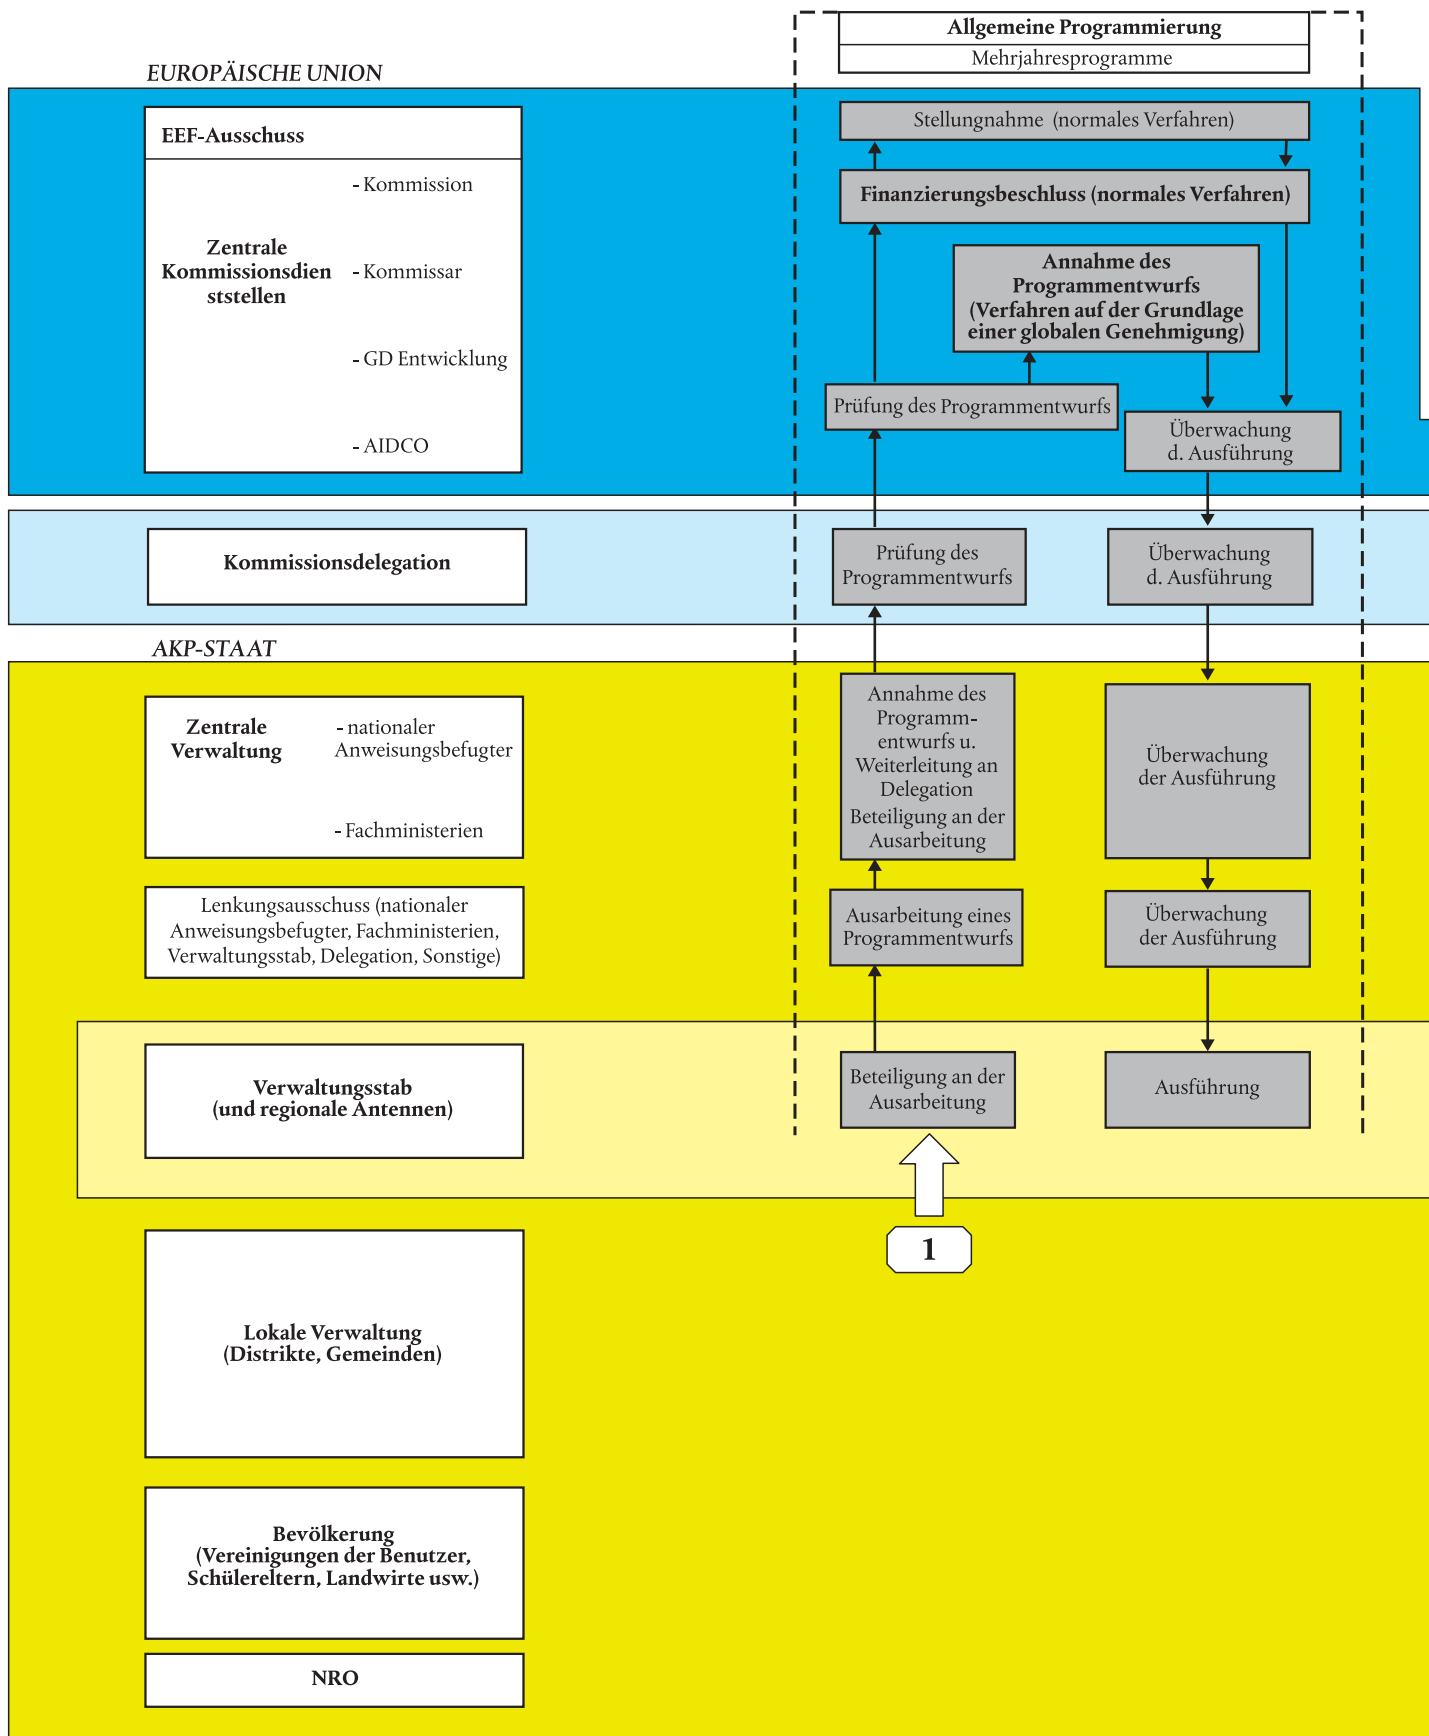 Allgemeine Programmierung
Mehrjahresprogramme
EUROPÄISCHE UNION
EEF-Ausschuss
- Kommission
Zentrale
Kommissionsdien
ststellen
- Kommissar
- GD Entwicklung
- AIDCO
Stellungnahme (normales Verfahren)
Finanzierungsbeschluss (normales Verfahren)
Annahme des
Programmentwurfs
(Verfahren auf der Grundlage
einer globalen Genehmigung)
Prüfung des Programmentwurfs
Überwachung
d. Ausführung
Kommissionsdelegation
Prüfung des
Programmentwurfs
Überwachung
d. Ausführung
AKP-STAAT
Zentrale
Verwaltung
- nationaler
Anweisungsbefugter
- Fachministerien
Annahme des
Programm-
entwurfs u.
Weiterleitung an
Delegation
Beteiligung an der
Ausarbeitung
Überwachung
der Ausführung
Lenkungsausschuss (nationaler
Anweisungsbefugter, Fachministerien,
Verwaltungsstab, Delegation, Sonstige)
Ausarbeitung eines
Programmentwurfs
Überwachung
der Ausführung
Verwaltungsstab
(und regionale Antennen)
Beteiligung an der
Ausarbeitung
Ausführung
1
Lokale Verwaltung
(Distrikte, Gemeinden)
Bevölkerung
(Vereinigungen der Benutzer,
Schülereltern, Landwirte usw.)
NRO